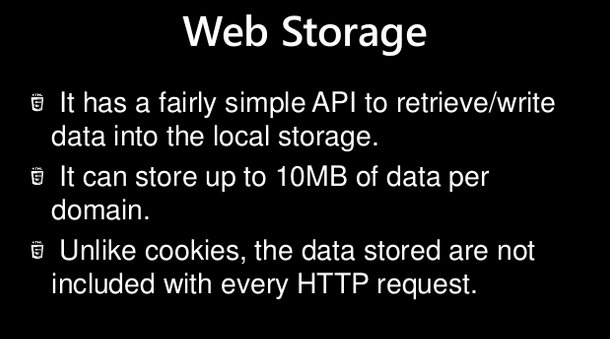 Web Storage
It has a fairly simple API to retrieve/write
data into the local storage.
It can store up to 10MB of data per
domain.
Unlike cookies, the data stored are not
included with every HTTP request.